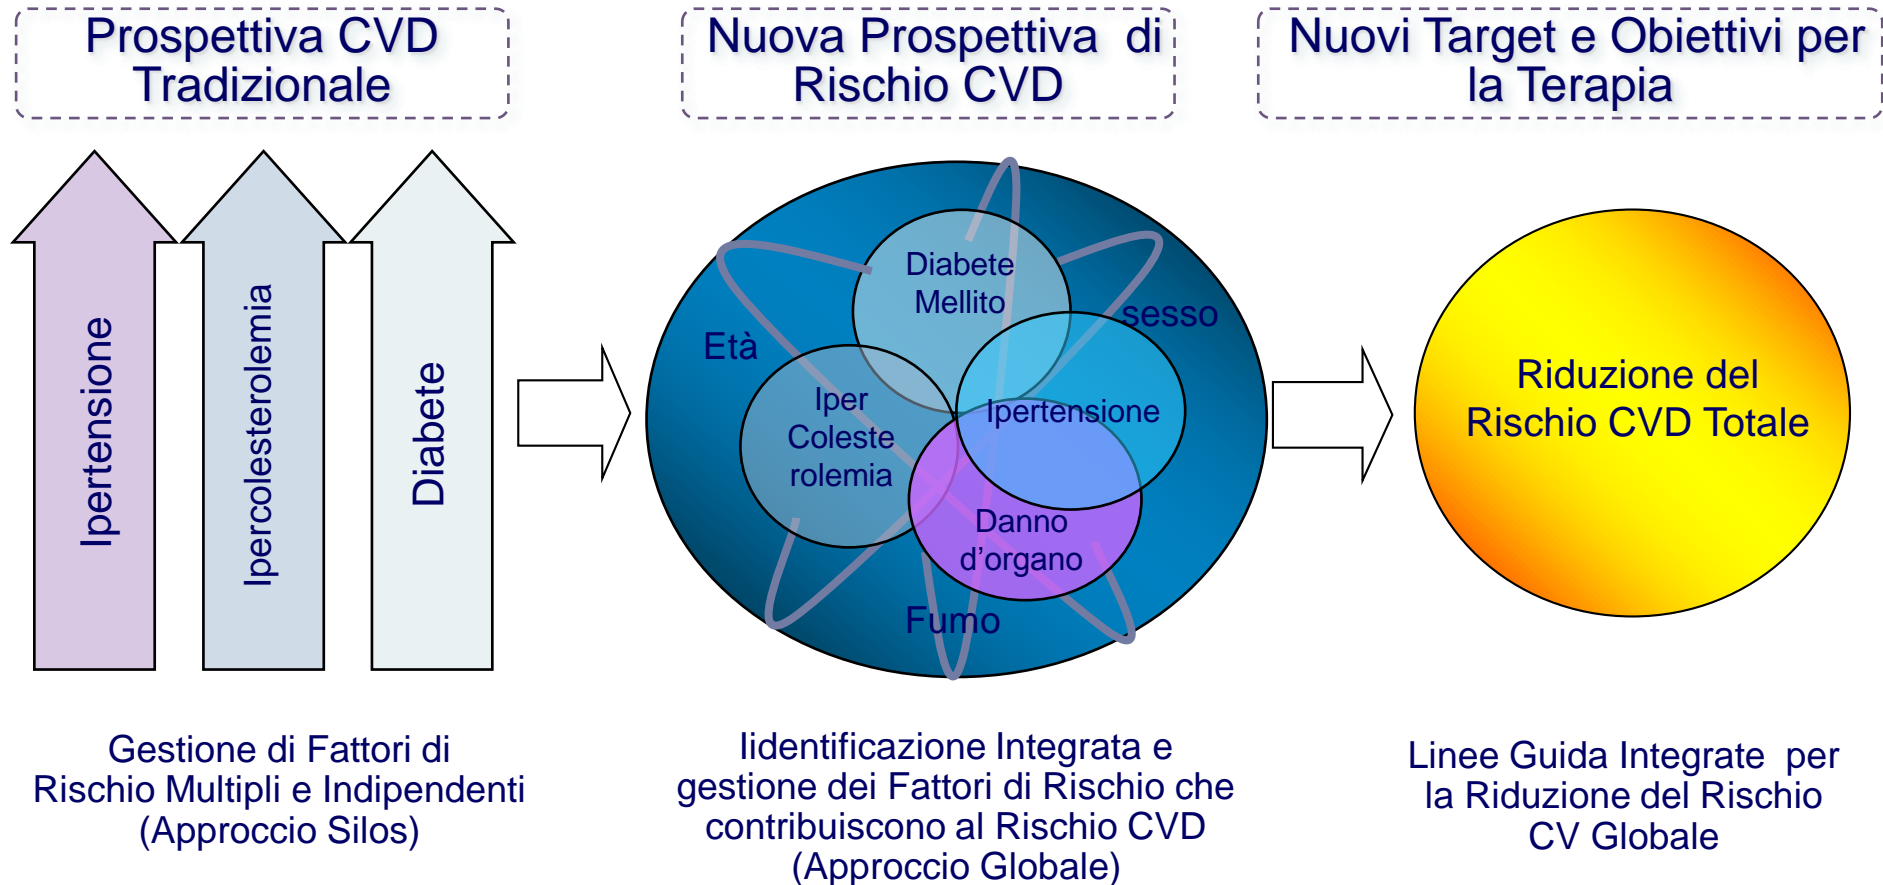 Prospettiva CVD
Tradizionale
Nuova Prospettiva di
Rischio CVD
Nuovi Target e Obiettivi per
la Terapia
Ipertensione
Ipercolesterolemia
Diabete
Diabete
Mellito
sesso
Età
Iper
Coleste
rolemia
Ipertensione
Danno
d’organo
Fumo
Riduzione del
Rischio CVD Totale
Gestione di Fattori di
Rischio Multipli e Indipendenti
(Approccio Silos)
Iidentificazione Integrata e
gestione dei Fattori di Rischio che
contribuiscono al Rischio CVD
(Approccio Globale)
Linee Guida Integrate per
la Riduzione del Rischio
CV Globale